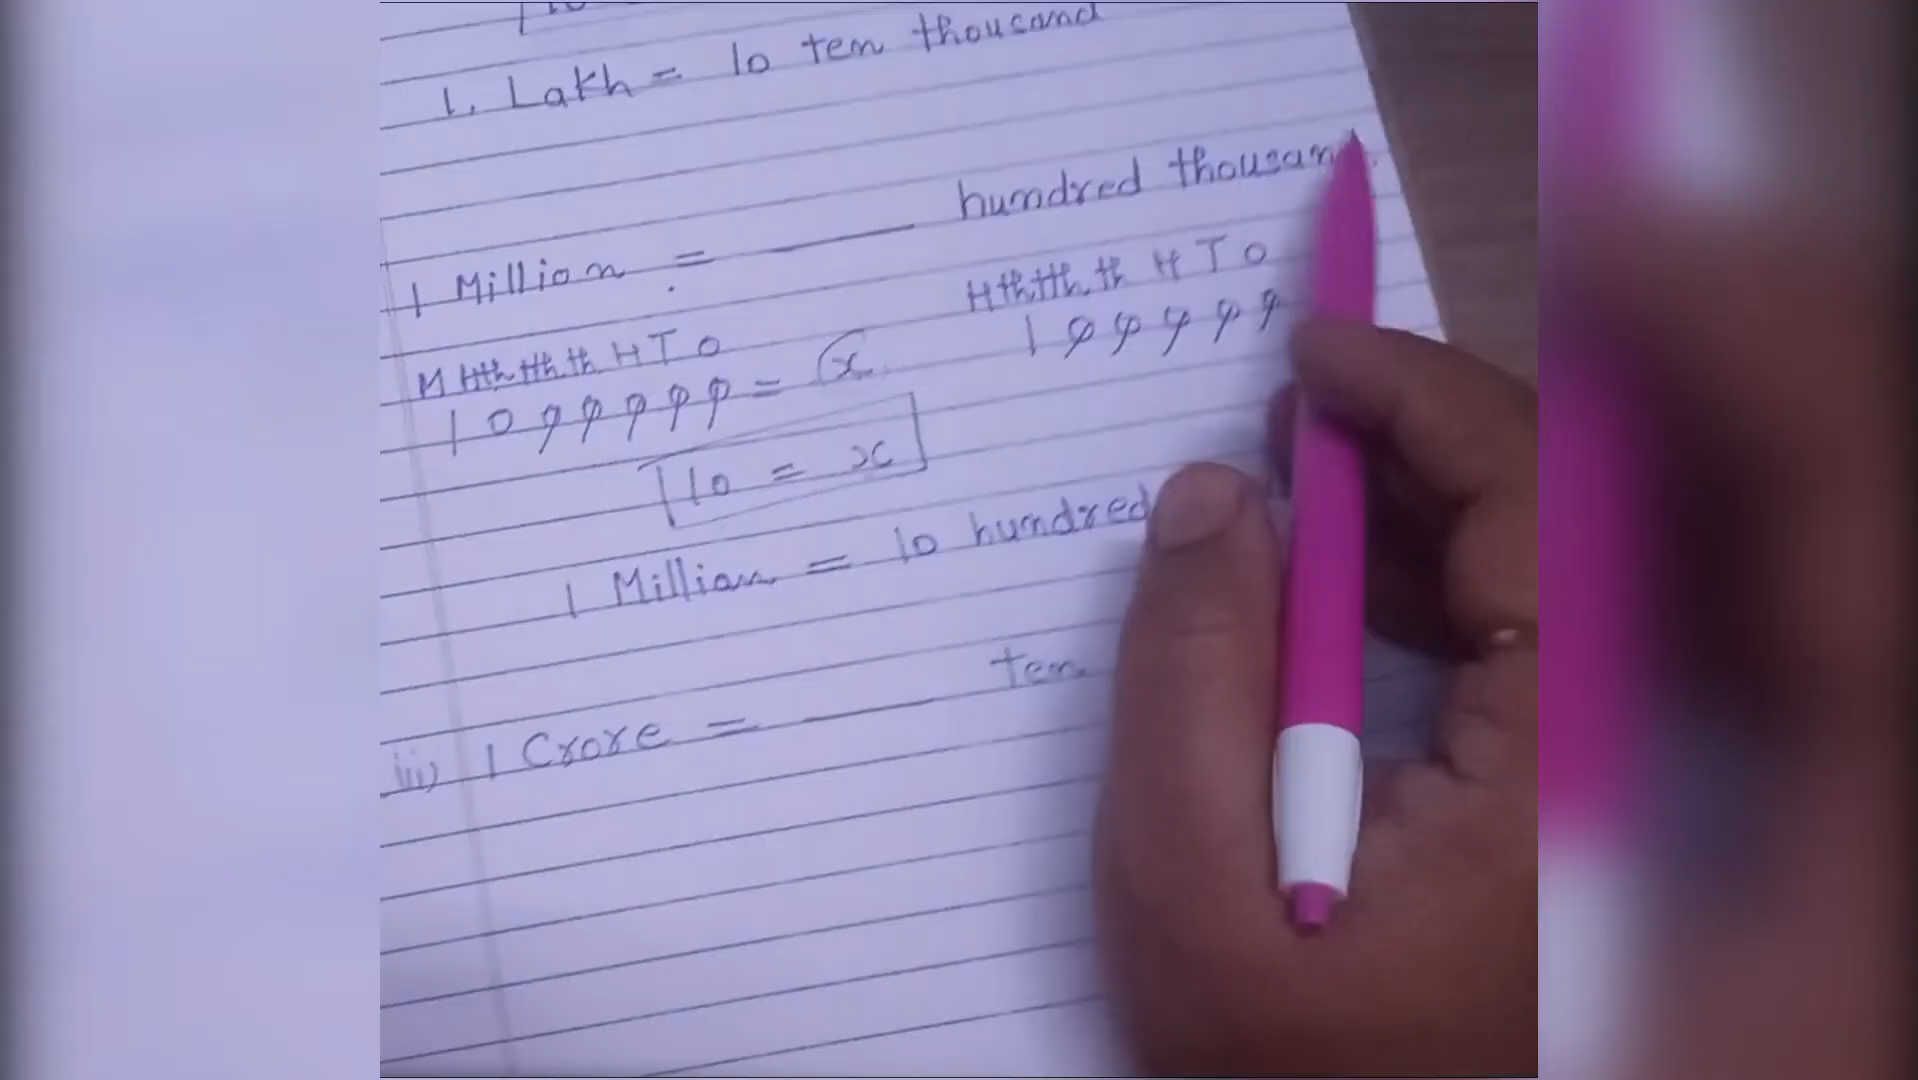 1. Lakh = 10 ten thousand
1 Million = ____ hundred thousand
Hth tth th H T O
1 0 0 0 0 0
M Hth tth th H T O
1 0 0 0 0 0 0 = x
10 = x
1 Million = 10 hundred
iii) 1 Crore = ____ ten